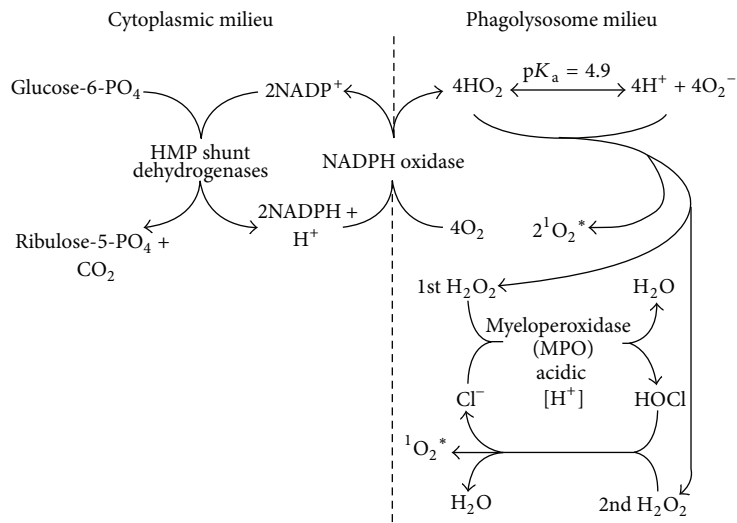 Cytoplasmic milieu
Phagolysosome milieu
Glucose-6-PO₄
2NADP⁺
4HO₂
pKₐ = 4.9
4H⁺ + 4O₂⁻
HMP shunt
dehydrogenases
NADPH oxidase
Ribulose-5-PO₄ +
CO₂
2NADPH +
H⁺
4O₂
2¹O₂*
1st H₂O₂
H₂O
Myeloperoxidase
(MPO)
acidic
[H⁺]
Cl⁻
HOCl
¹O₂*
H₂O
2nd H₂O₂